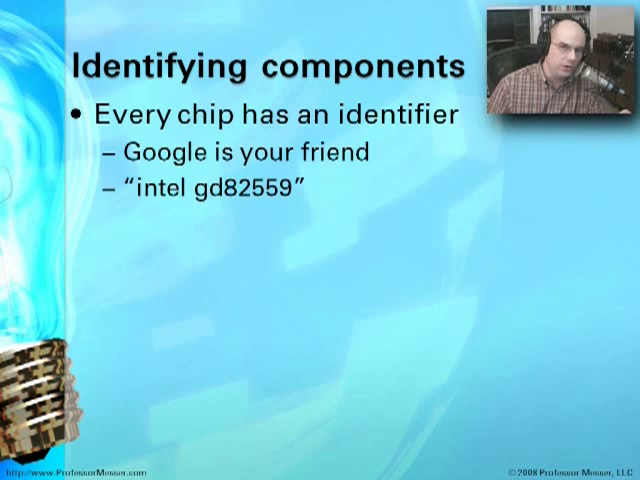 Identifying components
• Every chip has an identifier
– Google is your friend
– “intel gd82559”
http://www.ProfessorMesser.com
© 2008 Professor Messer, LLC